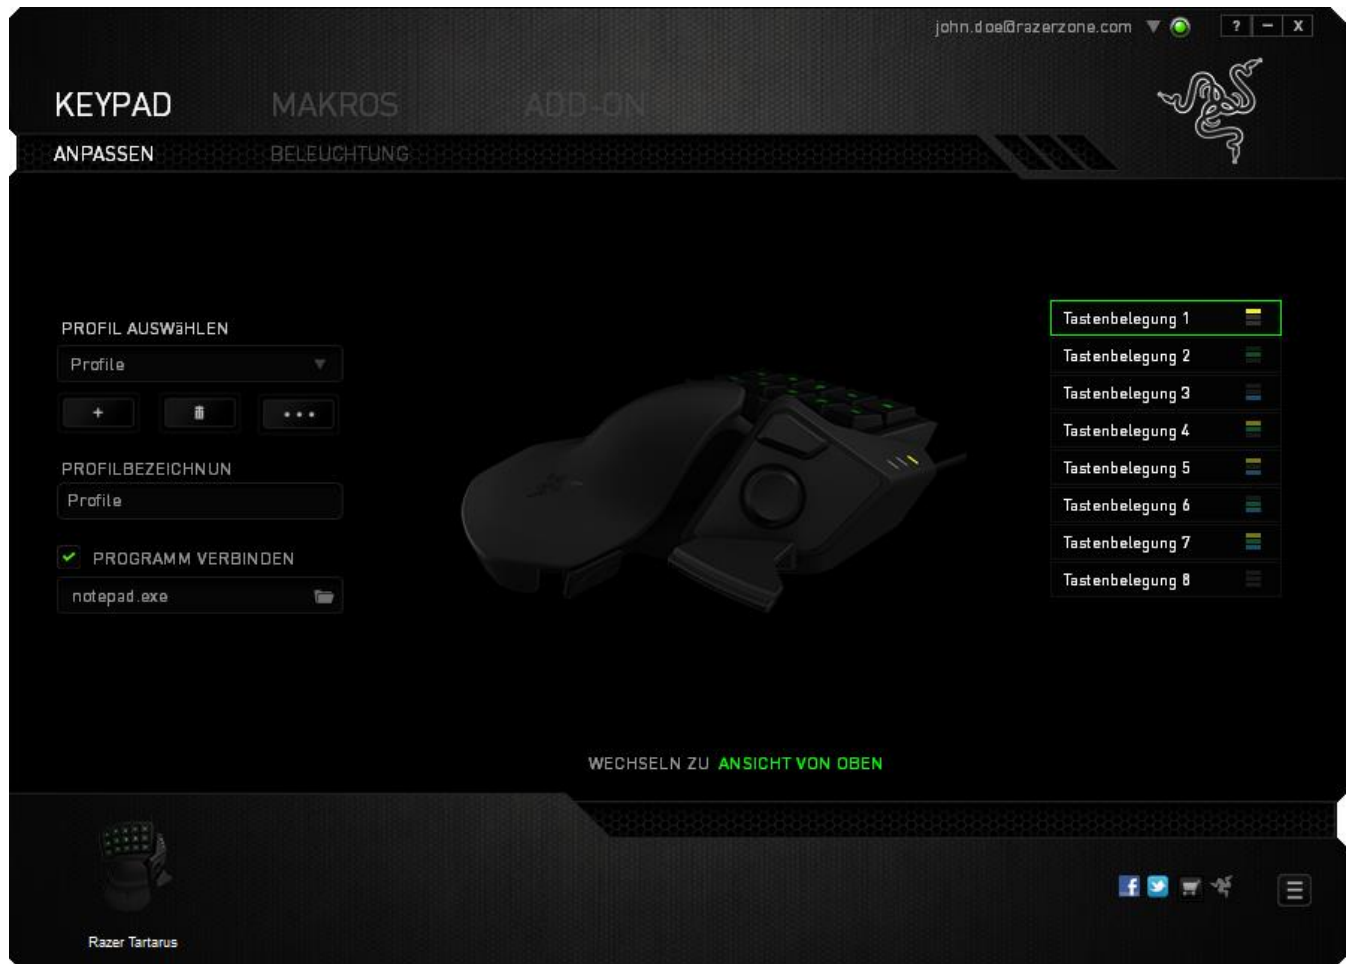 john.doe@razerzone.com
? – X
KEYPAD MAKROS ADD-ON
ANPASSEN BELEUCHTUNG
PROFIL AUSWäHLEN
Profile
+ •••
PROFILBEZEICHNUN
Profile
PROGRAMM VERBINDEN
notepad.exe
Tastenbelegung 1
Tastenbelegung 2
Tastenbelegung 3
Tastenbelegung 4
Tastenbelegung 5
Tastenbelegung 6
Tastenbelegung 7
Tastenbelegung 8
WECHSELN ZU ANSICHT VON OBEN
Razer Tartarus